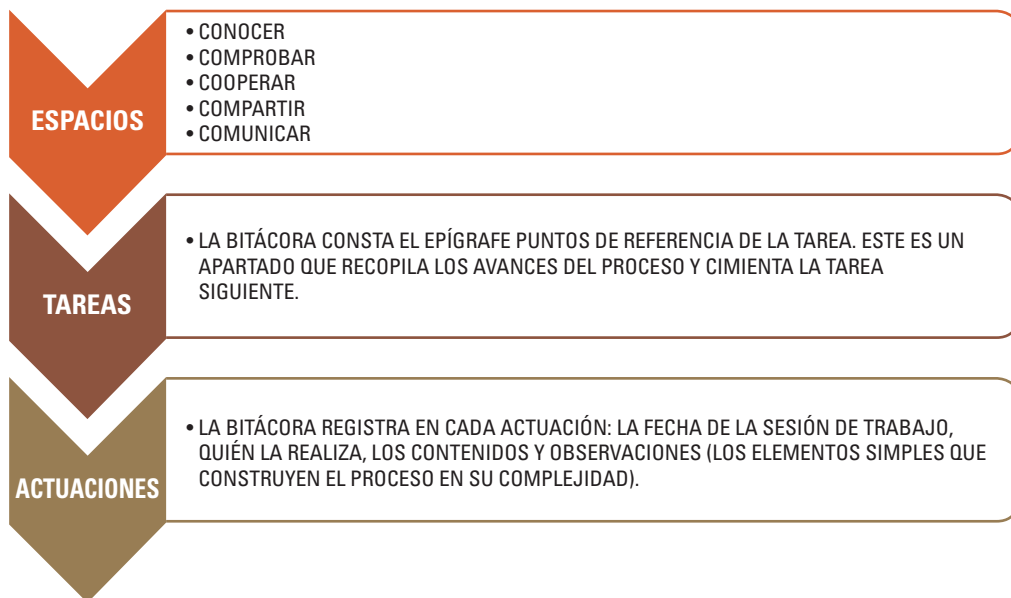 ESPACIOS
• CONOCER
• COMPROBAR
• COOPERAR
• COMPARTIR
• COMUNICAR
TAREAS
• LA BITÁCORA CONSTA EL EPÍGRAFE PUNTOS DE REFERENCIA DE LA TAREA. ESTE ES UN
APARTADO QUE RECOPILA LOS AVANCES DEL PROCESO Y CIMIENTA LA TAREA
SIGUIENTE.
ACTUACIONES
• LA BITÁCORA REGISTRA EN CADA ACTUACIÓN: LA FECHA DE LA SESIÓN DE TRABAJO,
QUIÉN LA REALIZA, LOS CONTENIDOS Y OBSERVACIONES (LOS ELEMENTOS SIMPLES QUE
CONSTRUYEN EL PROCESO EN SU COMPLEJIDAD).